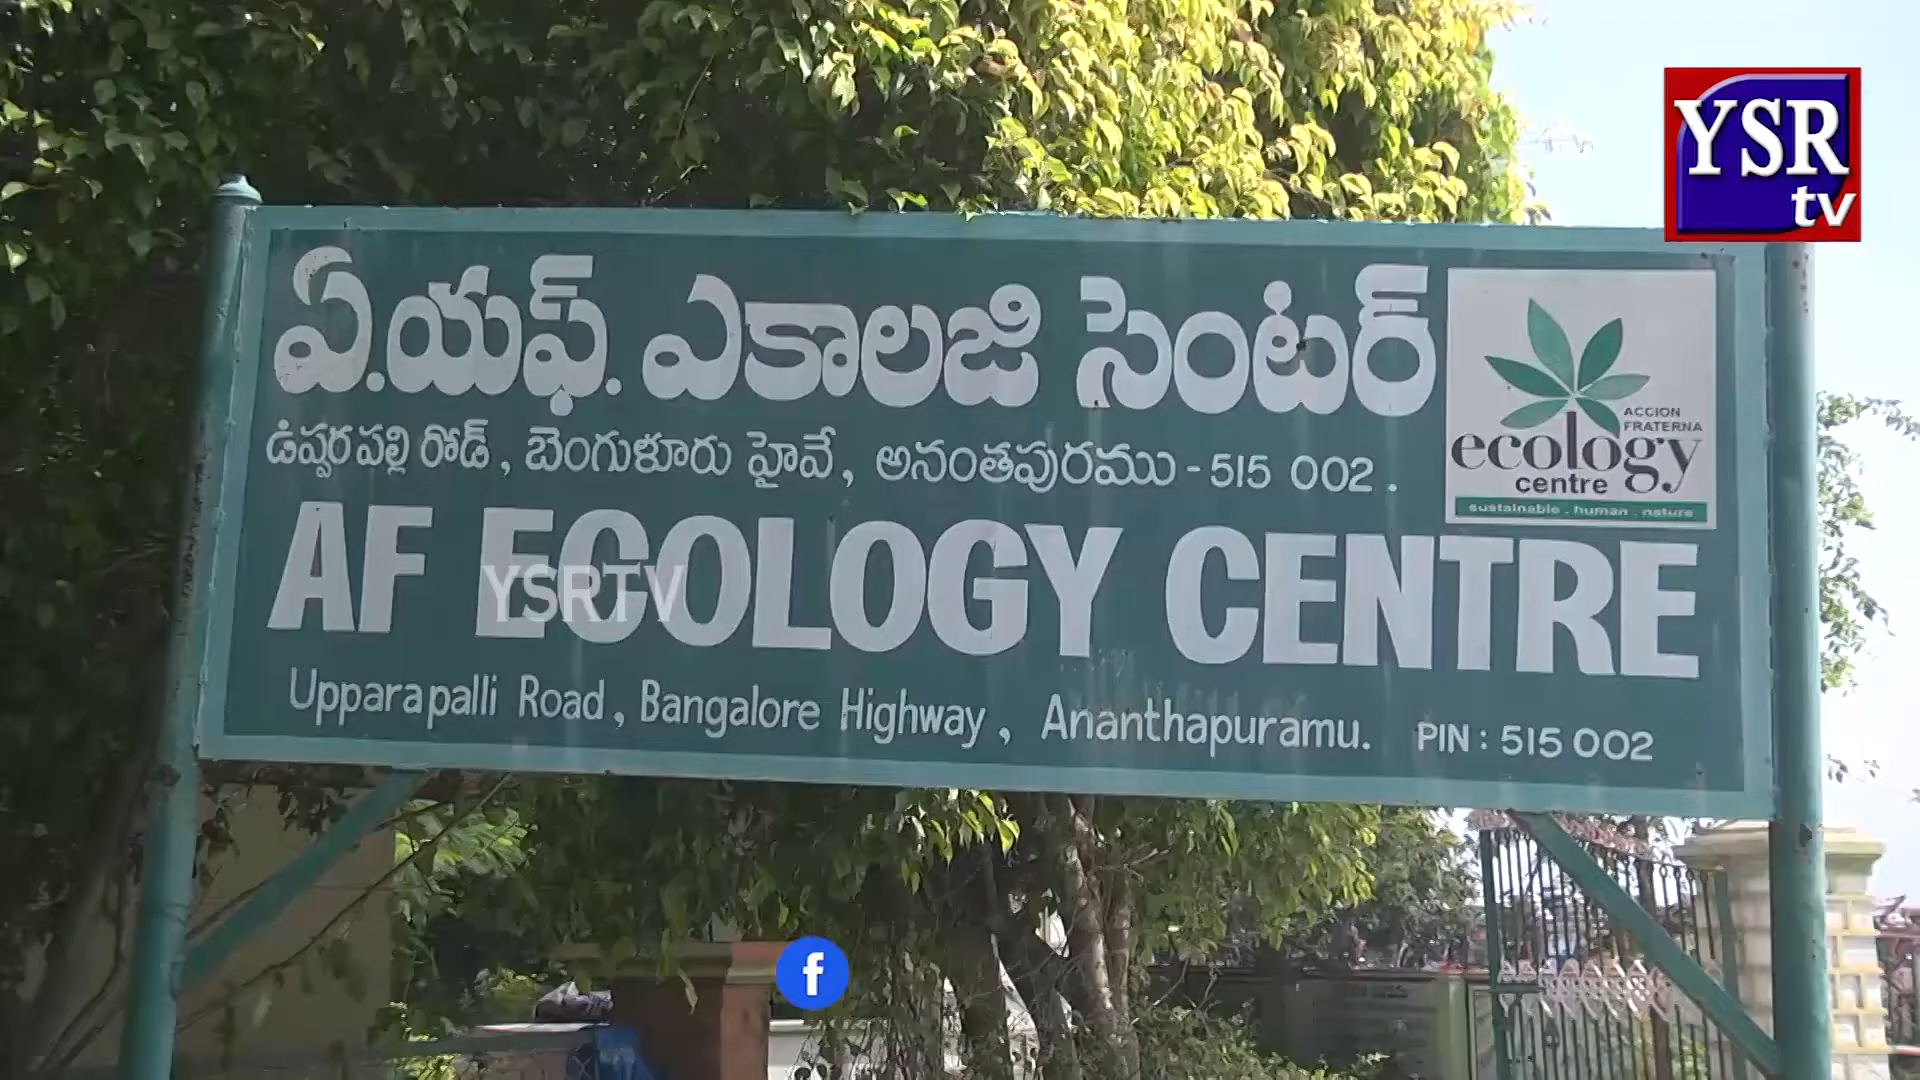 YSR
tv
ఏ.యఫ్. ఎకాలజి సెంటర్
ఉప్పరపల్లి రోడ్, బెంగుళూరు హైవే, అనంతపురము - 515 002 .
ACCION
FRATERNA
ecology
centre
sustainable . human . nature
AF ECOLOGY CENTRE
YSRTV
Upparapalli Road, Bangalore Highway, Ananthapuramu. PIN : 515 002
f